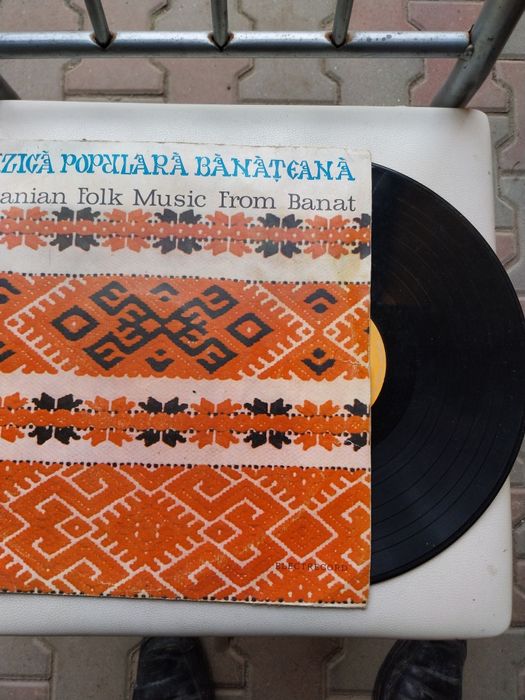 ZICĂ POPULARĂ BĂNĂȚEANĂ
anian Folk Music From Banat
ELECTRECORD